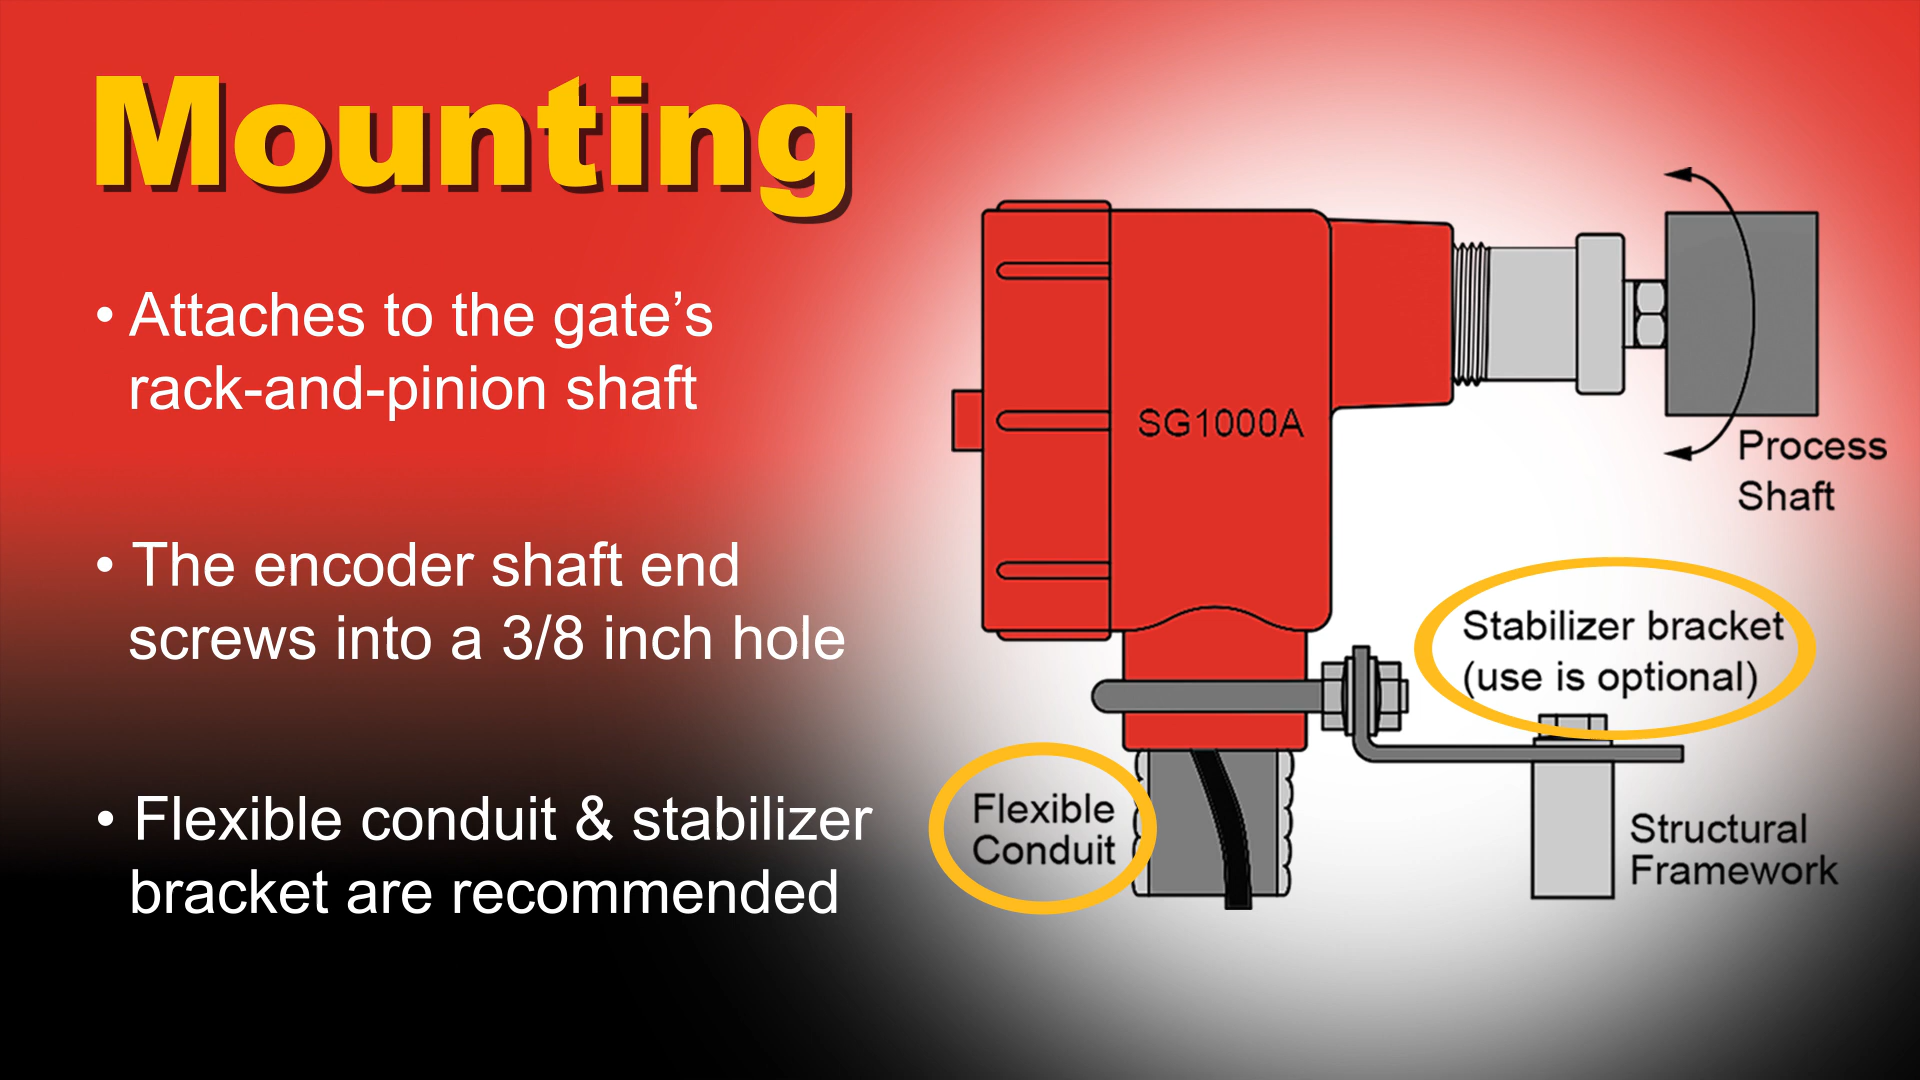 Mounting
• Attaches to the gate’s
rack-and-pinion shaft
• The encoder shaft end
screws into a 3/8 inch hole
• Flexible conduit & stabilizer
bracket are recommended
SG1000A
Process
Shaft
Stabilizer bracket
(use is optional)
Flexible
Conduit
Structural
Framework